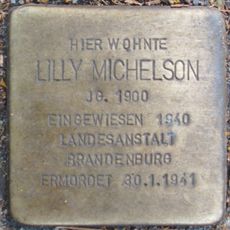 HIER WOHNTE
LILLY MICHELSON
JG. 1900
EINGEWIESEN 1940
LANDESANSTALT
BRANDENBURG
ERMORDET 30.1.1941